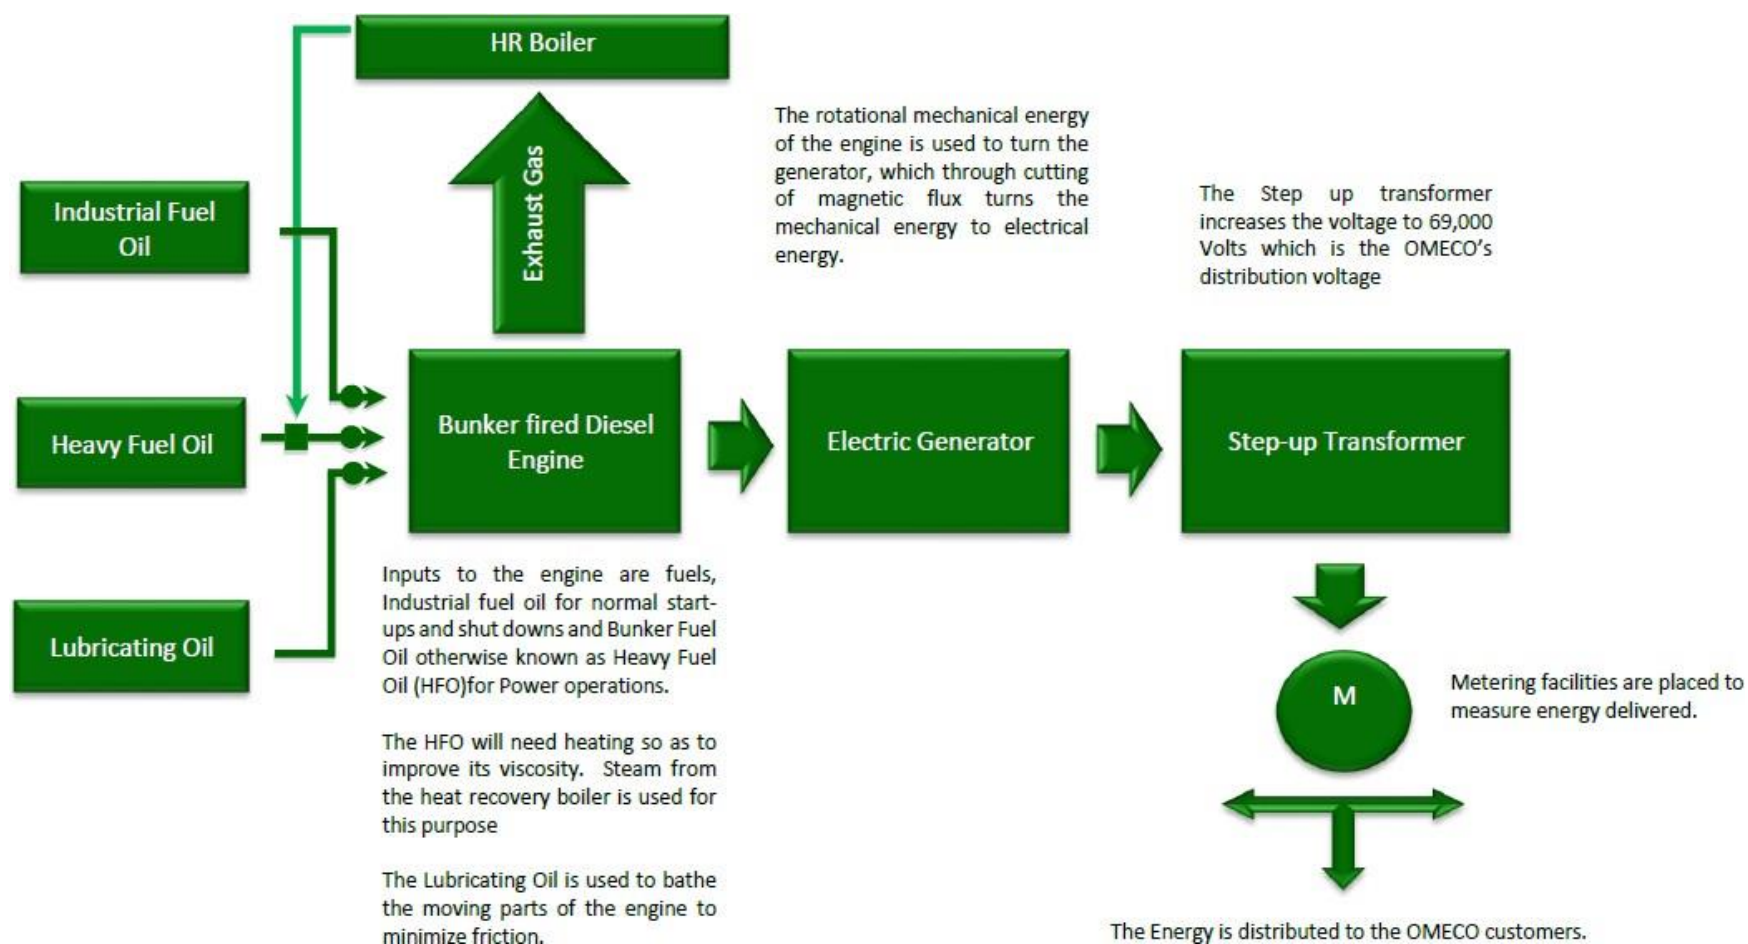 HR Boiler
Exhaust Gas
The rotational mechanical energy
of the engine is used to turn the
generator, which through cutting
of magnetic flux turns the
mechanical energy to electrical
energy.
The Step up transformer
increases the voltage to 69,000
Volts which is the OMECO’s
distribution voltage
Industrial Fuel
Oil
Heavy Fuel Oil
Lubricating Oil
Bunker fired Diesel
Engine
Electric Generator
Step-up Transformer
Inputs to the engine are fuels,
Industrial fuel oil for normal start-
ups and shut downs and Bunker Fuel
Oil otherwise known as Heavy Fuel
Oil (HFO)for Power operations.
The HFO will need heating so as to
improve its viscosity. Steam from
the heat recovery boiler is used for
this purpose
The Lubricating Oil is used to bathe
the moving parts of the engine to
minimize friction.
M
Metering facilities are placed to
measure energy delivered.
The Energy is distributed to the OMECO customers.